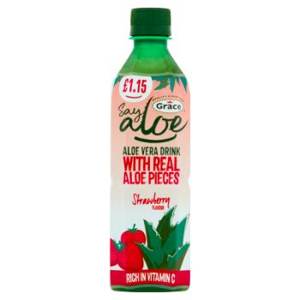 £1.15
Grace
Say
aloe
ALOE VERA DRINK
WITH REAL
ALOE PIECES
Strawberry
FLAVOUR
RICH IN VITAMIN C